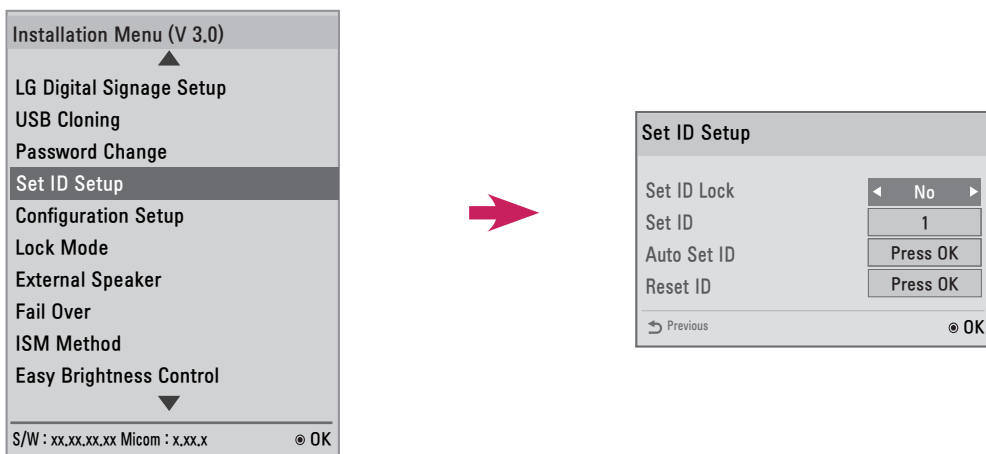 Installation Menu (V 3.0)
LG Digital Signage Setup
USB Cloning
Password Change
Set ID Setup
Configuration Setup
Lock Mode
External Speaker
Fail Over
ISM Method
Easy Brightness Control
S/W : xx.xx.xx.xx Micom : x.xx.x OK
Set ID Setup
Set ID Lock No
Set ID 1
Auto Set ID Press OK
Reset ID Press OK
Previous OK